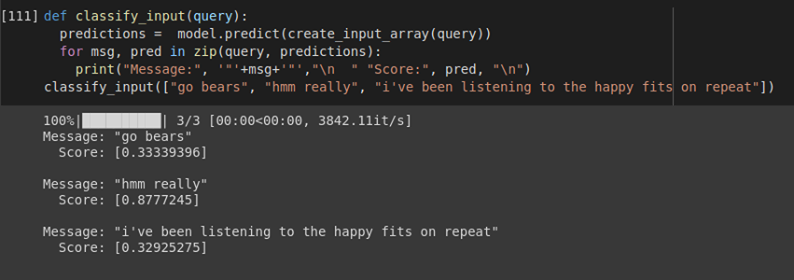 [111] def classify_input(query):
predictions =  model.predict(create_input_array(query))
for msg, pred in zip(query, predictions):
print("Message:", '"'+msg+'"',"\n  " "Score:", pred, "\n")
classify_input(["go bears", "hmm really", "i've been listening to the happy fits on repeat"])
100%|██████████| 3/3 [00:00<00:00, 3842.11it/s]
Message: "go bears"
Score: [0.33339396]
Message: "hmm really"
Score: [0.8777245]
Message: "i've been listening to the happy fits on repeat"
Score: [0.32925275]